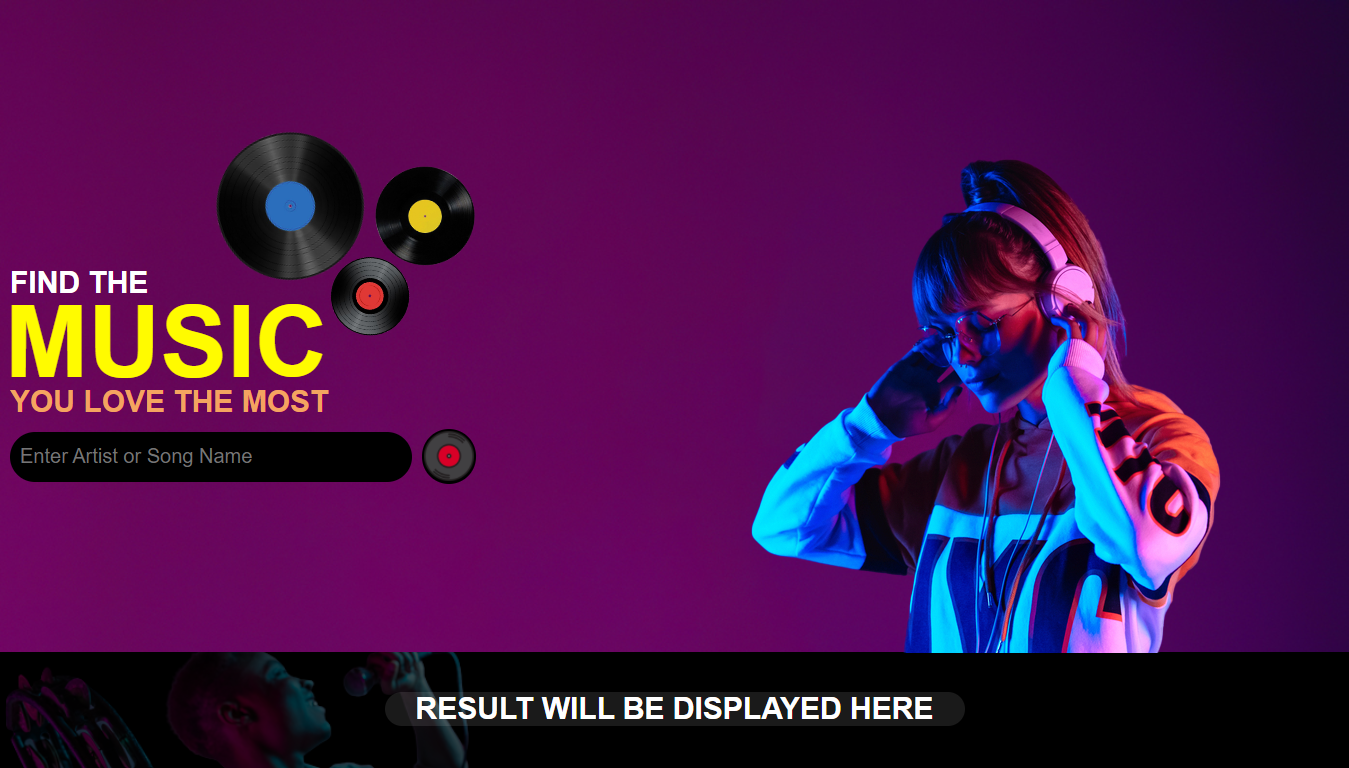 FIND THE
MUSIC
YOU LOVE THE MOST
Enter Artist or Song Name
RESULT WILL BE DISPLAYED HERE